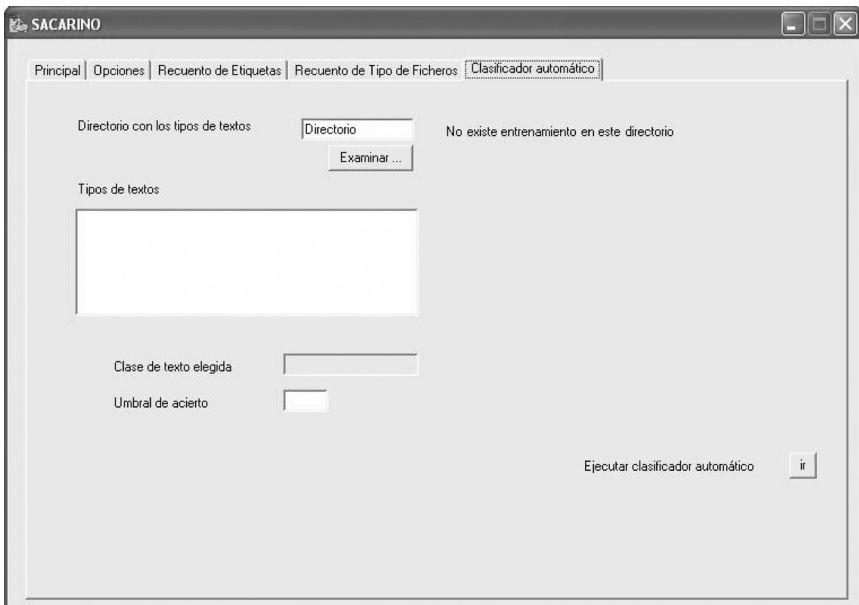 SACARINO
Principal Opciones Recuento de Etiquetas Recuento de Tipo de Ficheros Clasificador automático
Directorio con los tipos de textos Directorio No existe entrenamiento en este directorio
Examinar ...
Tipos de textos
Clase de texto elegida
Umbral de acierto
Ejecutar clasificador automático ir